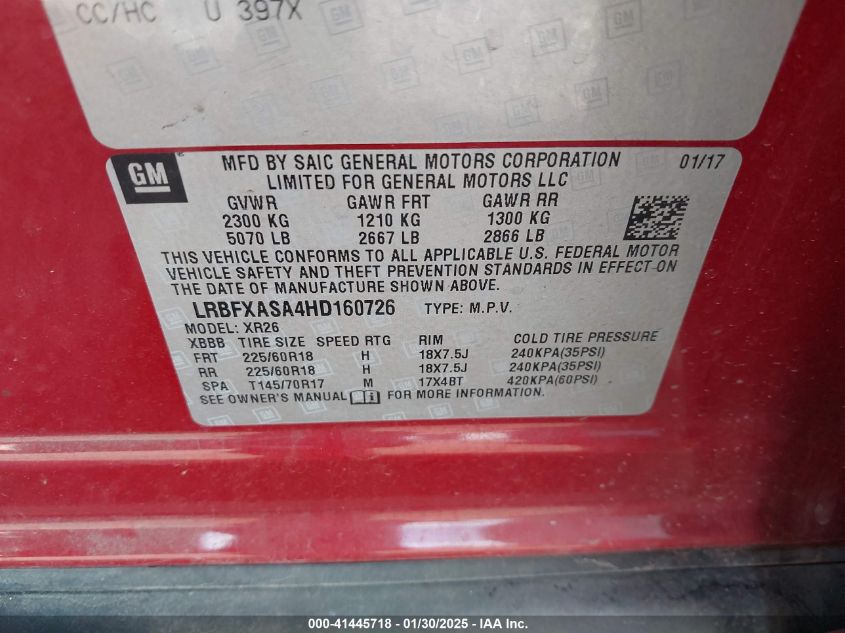 CC/HC U 397X
GM
MFD BY SAIC GENERAL MOTORS CORPORATION 01/17
LIMITED FOR GENERAL MOTORS LLC
GVWR GAWR FRT GAWR RR
2300 KG 1210 KG 1300 KG
5070 LB 2667 LB 2866 LB
THIS VEHICLE CONFORMS TO ALL APPLICABLE U.S. FEDERAL MOTOR
VEHICLE SAFETY AND THEFT PREVENTION STANDARDS IN EFFECT ON
THE DATE OF MANUFACTURE SHOWN ABOVE.
LRBFXASA4HD160726 TYPE: M.P.V.
MODEL: XR26
XBBB TIRE SIZE SPEED RTG RIM COLD TIRE PRESSURE
FRT 225/60R18 H 18X7.5J 240KPA(35PSI)
RR 225/60R18 H 18X7.5J 240KPA(35PSI)
SPA T145/70R17 M 17X4BT 420KPA(60PSI)
SEE OWNER'S MANUAL FOR MORE INFORMATION.
000-41445718 - 01/30/2025 - IAA Inc.